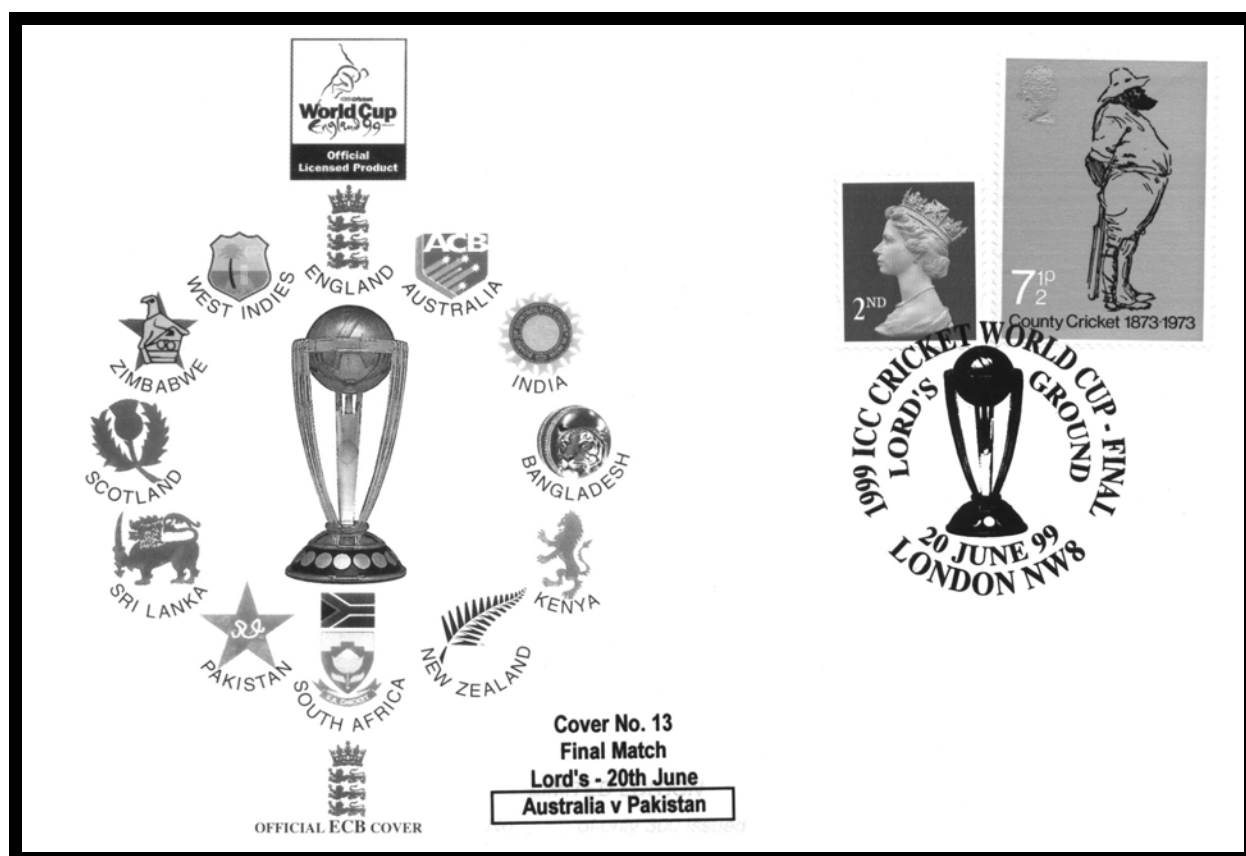 World Cup
England 99
Official
Licensed Product
ENGLAND
ACB
AUSTRALIA
INDIA
BANGLADESH
KENYA
NEW ZEALAND
SOUTH AFRICA
PAKISTAN
SRI LANKA
SCOTLAND
ZIMBABWE
WEST INDIES
OFFICIAL ECB COVER
Cover No. 13
Final Match
Lord's - 20th June
Australia v Pakistan
2ND
7 1/2p
County Cricket 1873-1973
1999 ICC CRICKET WORLD CUP - FINAL
LORD'S GROUND
20 JUNE 99
LONDON NW8